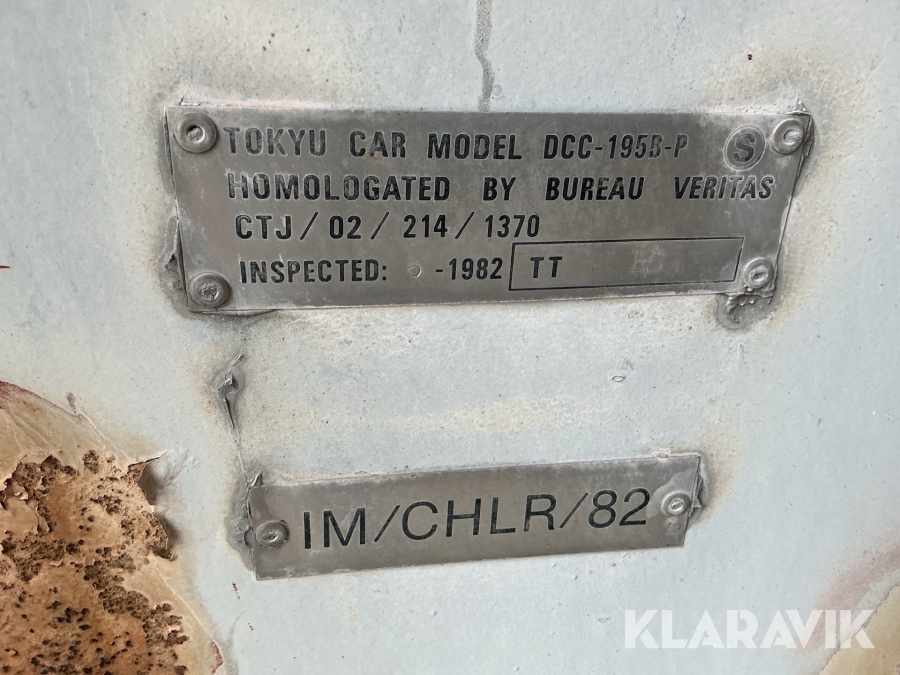 TOKYU CAR MODEL DCC-195B-P S
HOMOLOGATED BY BUREAU VERITAS
CTJ/02/214/1370
INSPECTED: -1982 TT
IM/CHLR/82
KLARAVIK